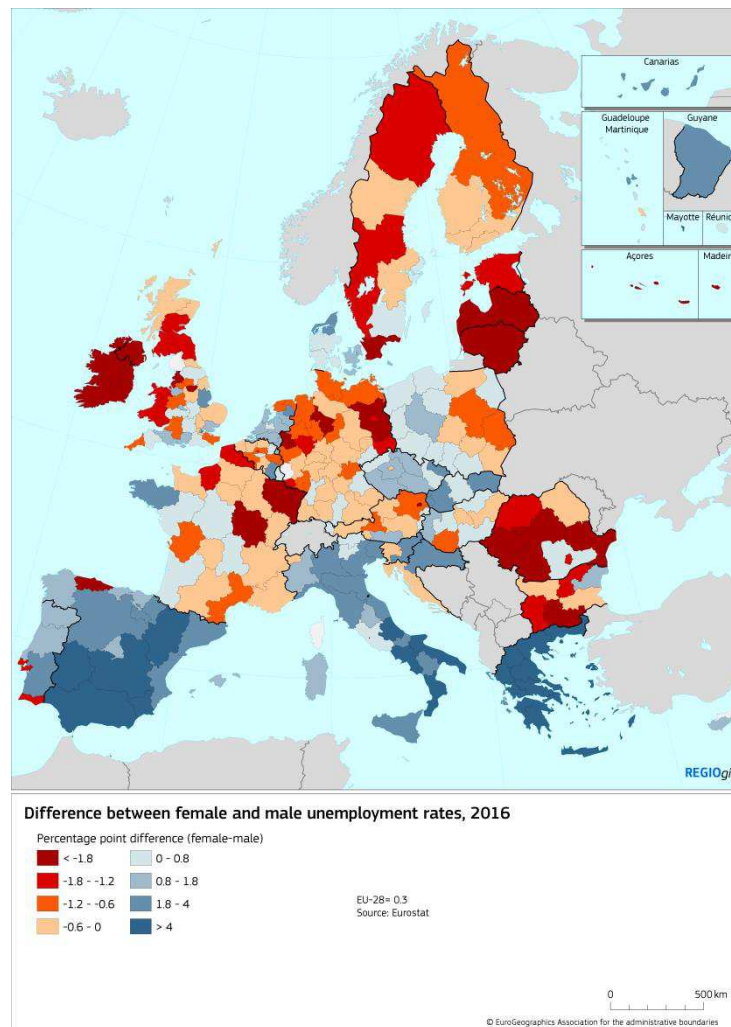 Canarias
Guadeloupe
Martinique
Guyane
Mayotte
Réunio
Açores
Madeir
REGIOgi
Difference between female and male unemployment rates, 2016
Percentage point difference (female-male)
< -1.8
-1.8 - -1.2
-1.2 - -0.6
-0.6 - 0
0 - 0.8
0.8 - 1.8
1.8 - 4
> 4
EU-28= 0.3
Source: Eurostat
0 500 km
© EuroGeographics Association for the administrative boundaries